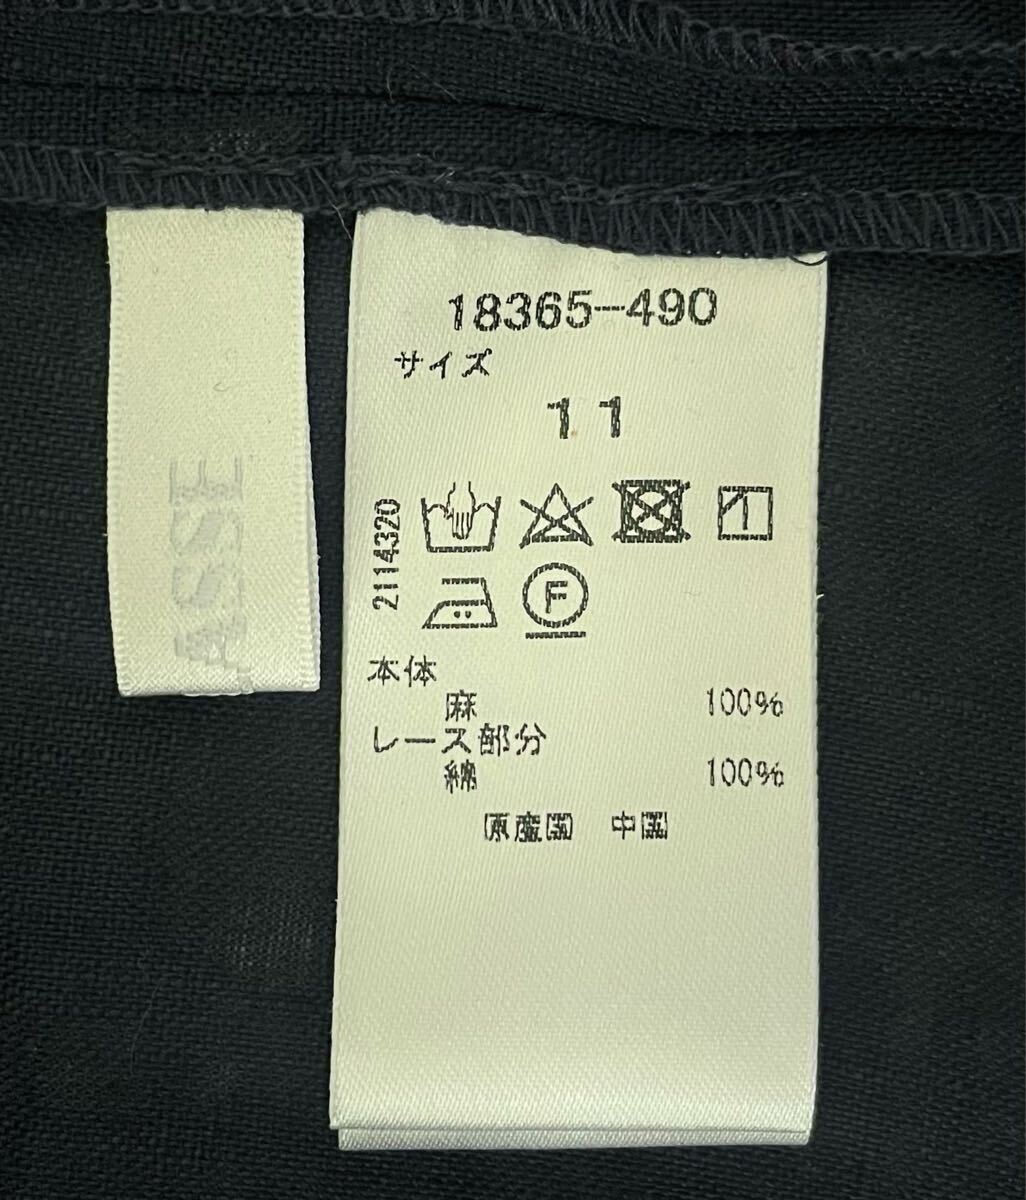 18365-490
サイズ
11
2114320
F
本体
麻 100%
レース部分
綿 100%
原産国 中国
ASSE